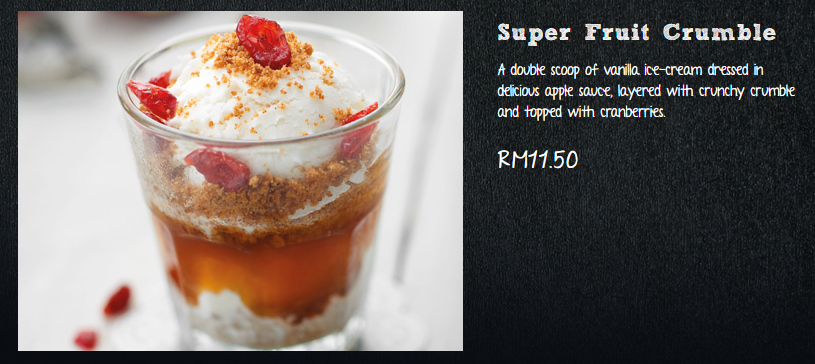 Super Fruit Crumble
A double scoop of vanilla ice-cream dressed in
delicious apple sauce, layered with crunchy crumble
and topped with cranberries.
RM11.50